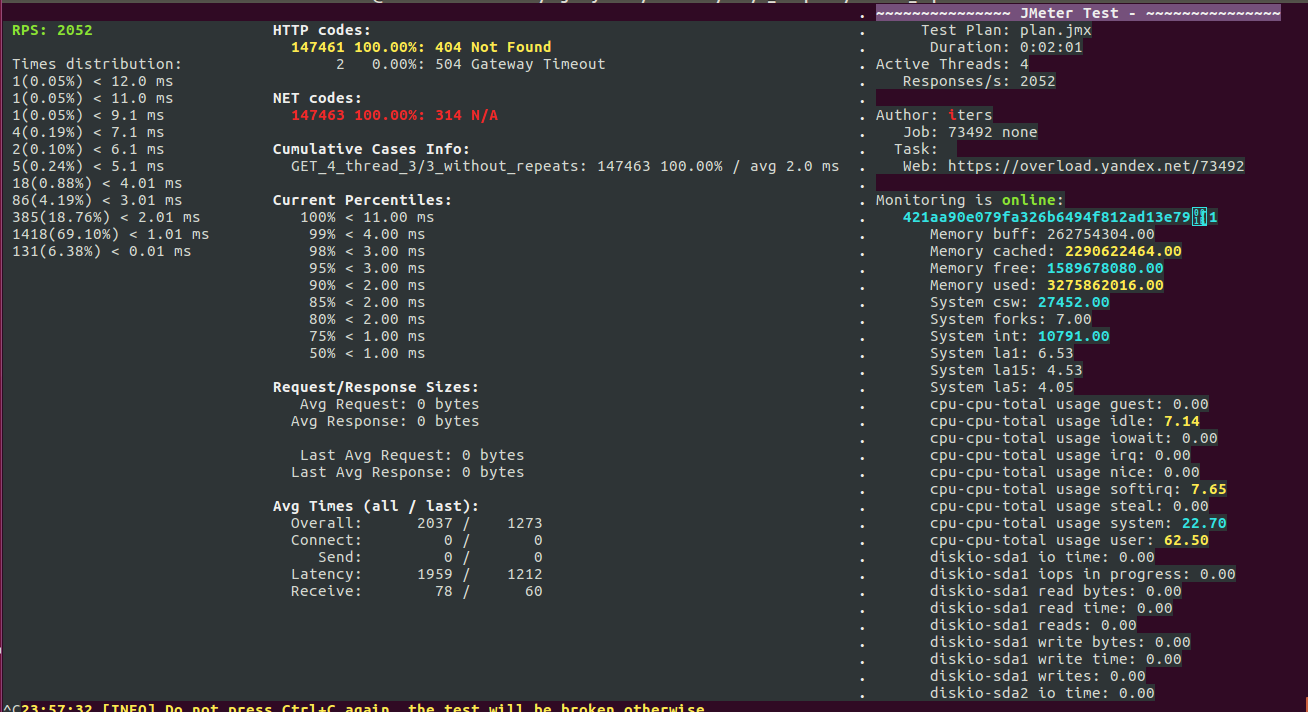 RPS: 2052
Times distribution:
1(0.05%) < 12.0 ms
1(0.05%) < 11.0 ms
1(0.05%) < 9.1 ms
4(0.19%) < 7.1 ms
2(0.10%) < 6.1 ms
5(0.24%) < 5.1 ms
18(0.88%) < 4.01 ms
86(4.19%) < 3.01 ms
385(18.76%) < 2.01 ms
1418(69.10%) < 1.01 ms
131(6.38%) < 0.01 ms
HTTP codes:
147461 100.00%: 404 Not Found
2 0.00%: 504 Gateway Timeout
NET codes:
147463 100.00%: 314 N/A
Cumulative Cases Info:
GET_4_thread_3/3_without_repeats: 147463 100.00% / avg 2.0 ms
Current Percentiles:
100% < 11.00 ms
99% < 4.00 ms
98% < 3.00 ms
95% < 3.00 ms
90% < 2.00 ms
85% < 2.00 ms
80% < 2.00 ms
75% < 1.00 ms
50% < 1.00 ms
Request/Response Sizes:
Avg Request: 0 bytes
Avg Response: 0 bytes
Last Avg Request: 0 bytes
Last Avg Response: 0 bytes
Avg Times (all / last):
Overall: 2037 / 1273
Connect: 0 / 0
Send: 0 / 0
Latency: 1959 / 1212
Receive: 78 / 60
~~~~~~~~~~~~~~~ JMeter Test - ~~~~~~~~~~~~~~~
Test Plan: plan.jmx
Duration: 0:02:01
Active Threads: 4
Responses/s: 2052
Author: iters
Job: 73492 none
Task:
Web: https://overload.yandex.net/73492
Monitoring is online:
Memory buff: 262754304.00
Memory cached: 2290622464.00
Memory free: 1589678080.00
Memory used: 3275862016.00
System csw: 27452.00
System forks: 7.00
System int: 10791.00
System la1: 6.53
System la15: 4.53
System la5: 4.05
cpu-cpu-total usage guest: 0.00
cpu-cpu-total usage idle: 7.14
cpu-cpu-total usage iowait: 0.00
cpu-cpu-total usage irq: 0.00
cpu-cpu-total usage nice: 0.00
cpu-cpu-total usage softirq: 7.65
cpu-cpu-total usage steal: 0.00
cpu-cpu-total usage system: 22.70
cpu-cpu-total usage user: 62.50
diskio-sda1 io time: 0.00
diskio-sda1 iops in progress: 0.00
diskio-sda1 read bytes: 0.00
diskio-sda1 read time: 0.00
diskio-sda1 reads: 0.00
diskio-sda1 write bytes: 0.00
diskio-sda1 write time: 0.00
diskio-sda1 writes: 0.00
diskio-sda2 io time: 0.00
^C23:57:32 [INFO] Do not press Ctrl+C again, the test will be broken otherwise